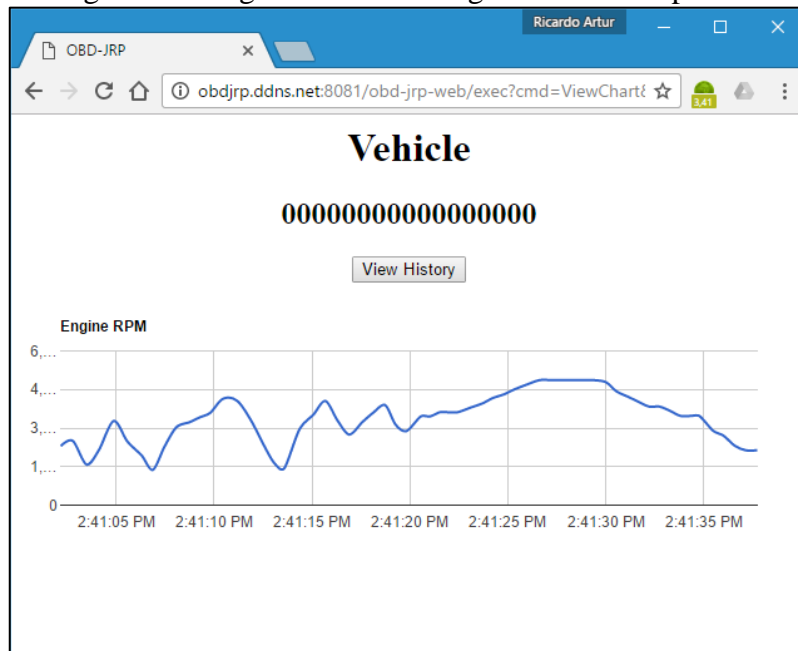 Ricardo Artur
OBD-JRP
obdjrp.ddns.net:8081/obd-jrp-web/exec?cmd=ViewChart&
3,41
Vehicle
00000000000000000
View History
Engine RPM
6,...
4,...
3,...
1,...
0
2:41:05 PM 2:41:10 PM 2:41:15 PM 2:41:20 PM 2:41:25 PM 2:41:30 PM 2:41:35 PM